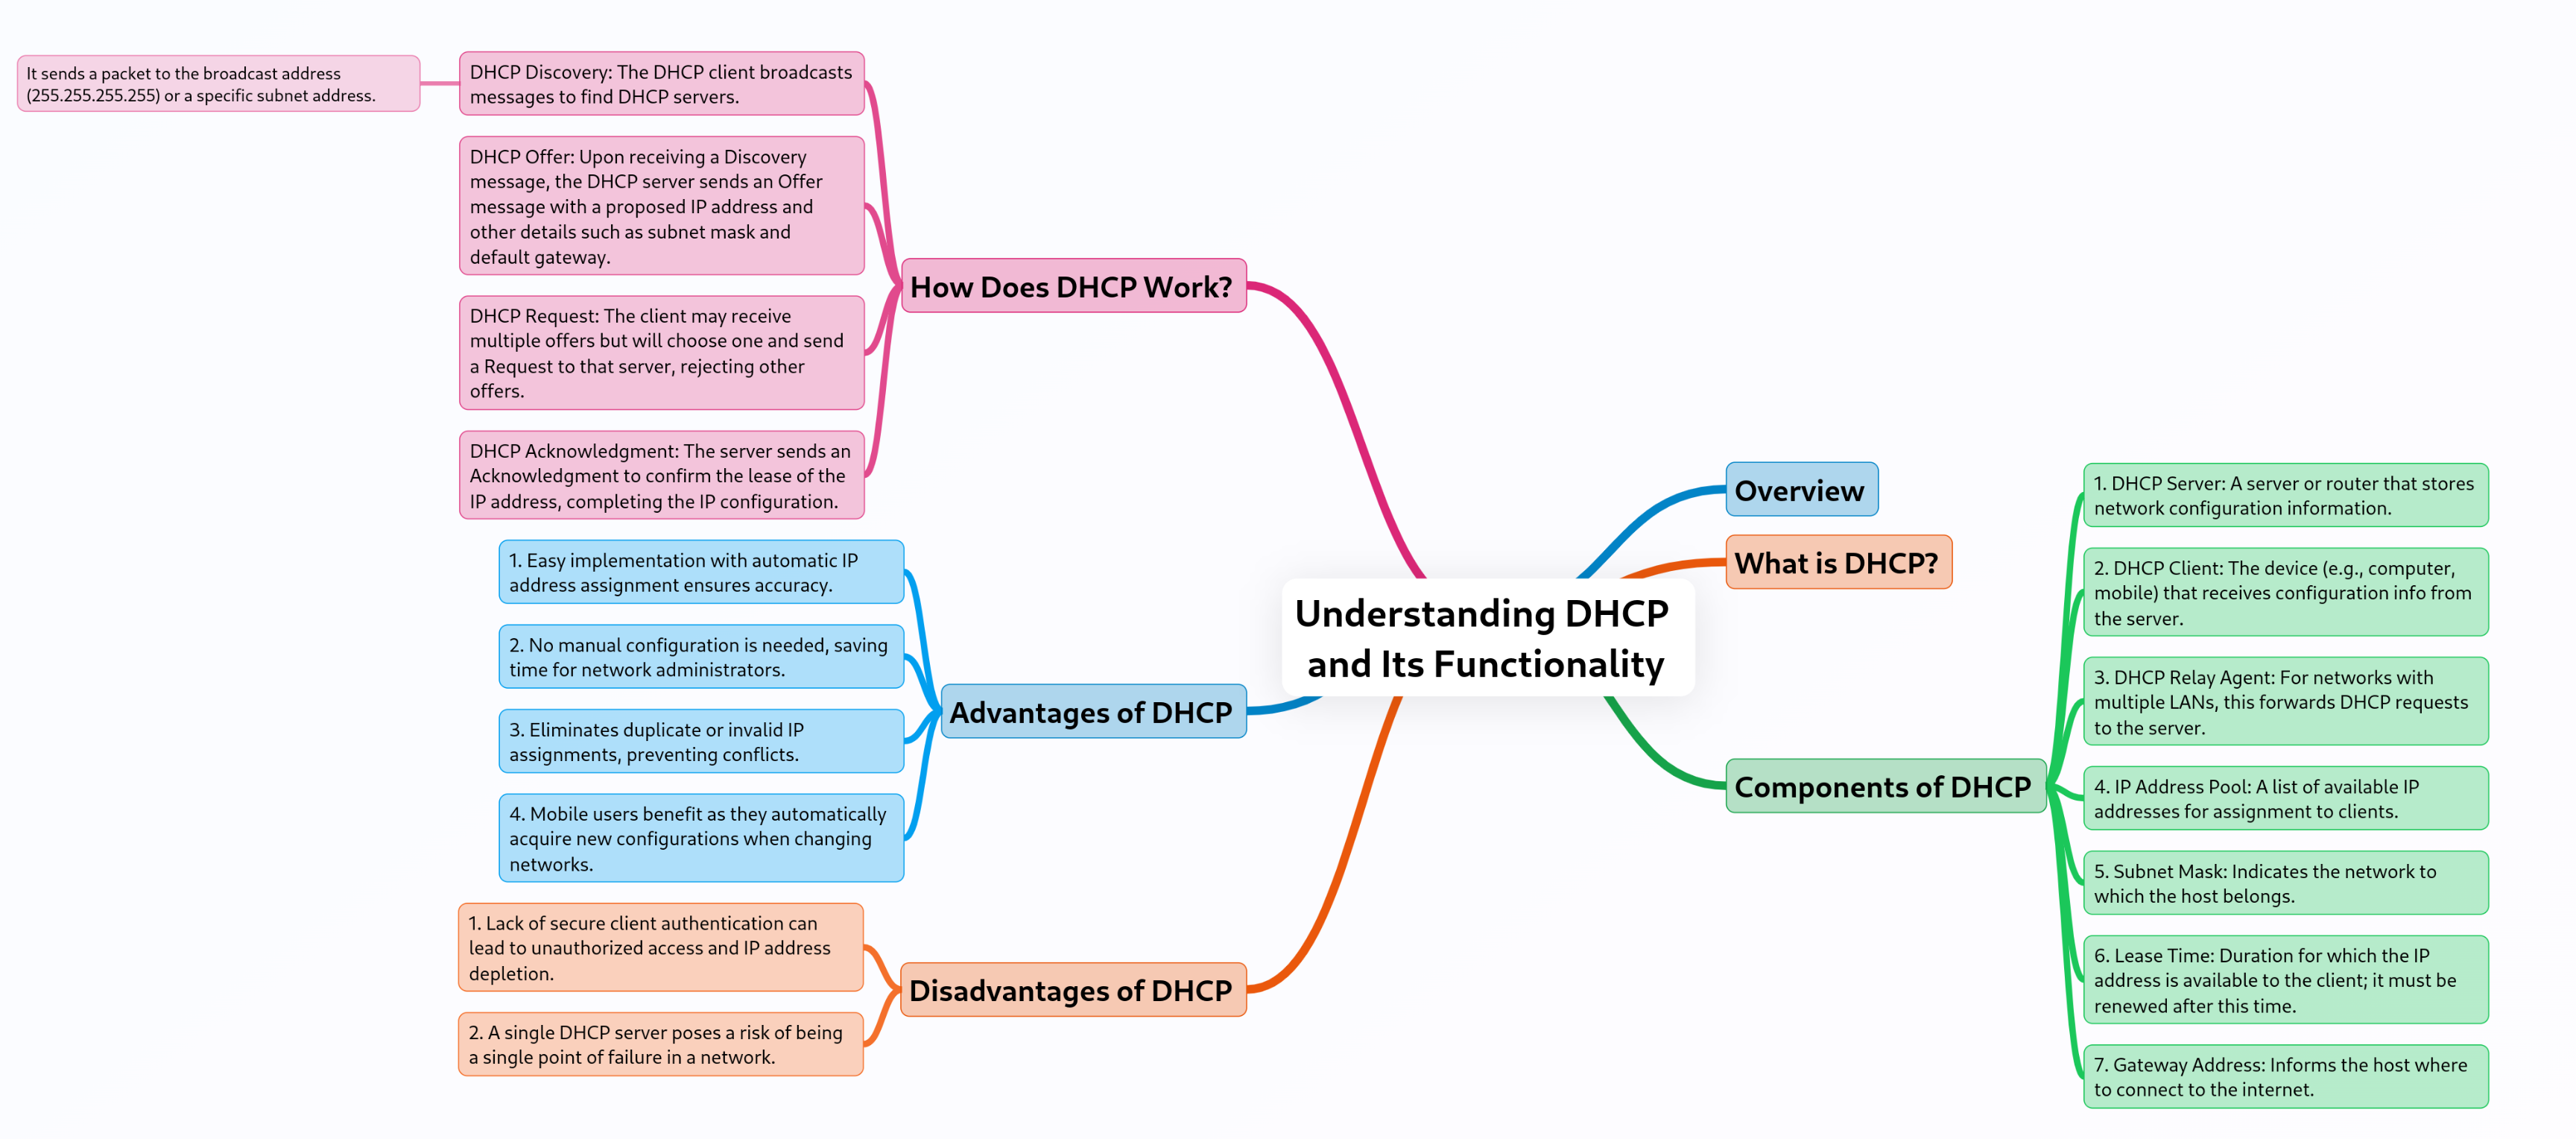 Understanding DHCP
and Its Functionality
Overview
What is DHCP?
Components of DHCP
1. DHCP Server: A server or router that stores
network configuration information.
2. DHCP Client: The device (e.g., computer,
mobile) that receives configuration info from
the server.
3. DHCP Relay Agent: For networks with
multiple LANs, this forwards DHCP requests
to the server.
4. IP Address Pool: A list of available IP
addresses for assignment to clients.
5. Subnet Mask: Indicates the network to
which the host belongs.
6. Lease Time: Duration for which the IP
address is available to the client; it must be
renewed after this time.
7. Gateway Address: Informs the host where
to connect to the internet.
How Does DHCP Work?
DHCP Discovery: The DHCP client broadcasts
messages to find DHCP servers.
It sends a packet to the broadcast address
(255.255.255.255) or a specific subnet address.
DHCP Offer: Upon receiving a Discovery
message, the DHCP server sends an Offer
message with a proposed IP address and
other details such as subnet mask and
default gateway.
DHCP Request: The client may receive
multiple offers but will choose one and send
a Request to that server, rejecting other
offers.
DHCP Acknowledgment: The server sends an
Acknowledgment to confirm the lease of the
IP address, completing the IP configuration.
Advantages of DHCP
1. Easy implementation with automatic IP
address assignment ensures accuracy.
2. No manual configuration is needed, saving
time for network administrators.
3. Eliminates duplicate or invalid IP
assignments, preventing conflicts.
4. Mobile users benefit as they automatically
acquire new configurations when changing
networks.
Disadvantages of DHCP
1. Lack of secure client authentication can
lead to unauthorized access and IP address
depletion.
2. A single DHCP server poses a risk of being
a single point of failure in a network.